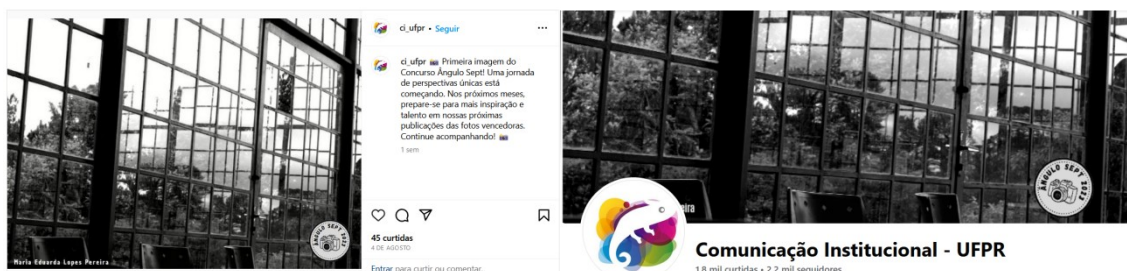 Maria Eduarda Lopes Pereira
ÂNGULO SEPT 2023
ci_ufpr • Seguir
ci_ufpr Primeira imagem do
Concurso Ângulo Sept! Uma jornada
de perspectivas únicas está
começando. Nos próximos meses,
prepare-se para mais inspiração e
talento em nossas próximas
publicações das fotos vencedoras.
Continue acompanhando!
1 sem
45 curtidas
4 DE AGOSTO
Entrar para curtir ou comentar.
ÂNGULO SEPT 2023
Comunicação Institucional - UFPR
1,8 mil curtidas • 2,2 mil seguidores